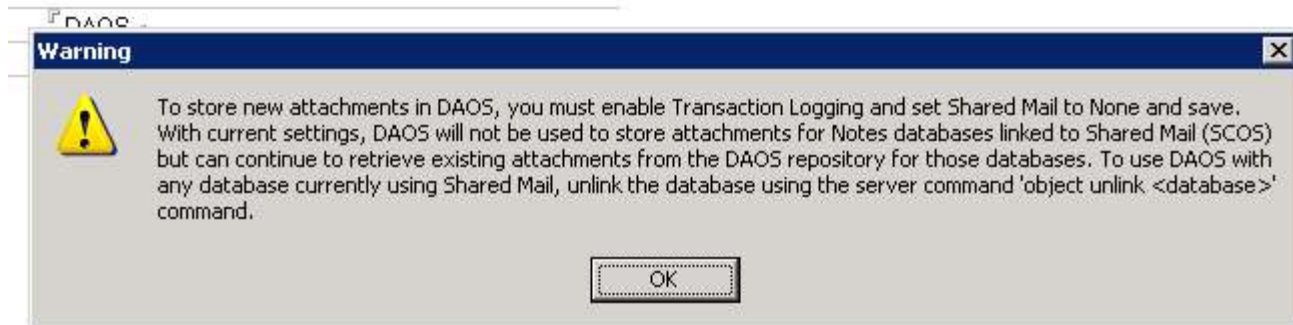 DAOS
Warning
To store new attachments in DAOS, you must enable Transaction Logging and set Shared Mail to None and save.
With current settings, DAOS will not be used to store attachments for Notes databases linked to Shared Mail (SCOS)
but can continue to retrieve existing attachments from the DAOS repository for those databases. To use DAOS with
any database currently using Shared Mail, unlink the database using the server command 'object unlink <database>'
command.
OK